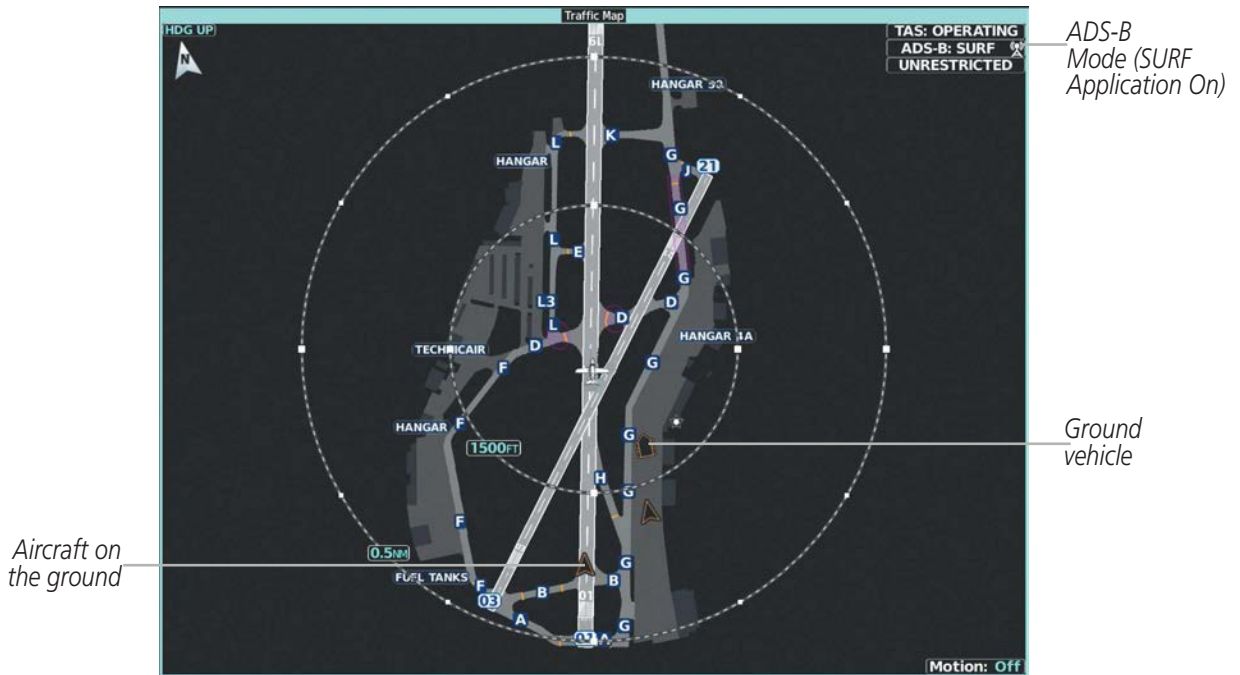 Traffic Map
HDG UP
N
TAS: OPERATING
ADS-B: SURF
UNRESTRICTED
ADS-B
Mode (SURF
Application On)
19
HANGAR
L
K
HANGAR
G
J
21
G
L
E
G
L3
D
L
D
D
HANGAR
TECHNICAIR
F
G
HANGAR
F
G
1500FT
Ground
vehicle
H
G
F
0.5NM
Aircraft on
the ground
G
FUEL TANKS
F
B
B
01
03
A
G
A
Motion: Off